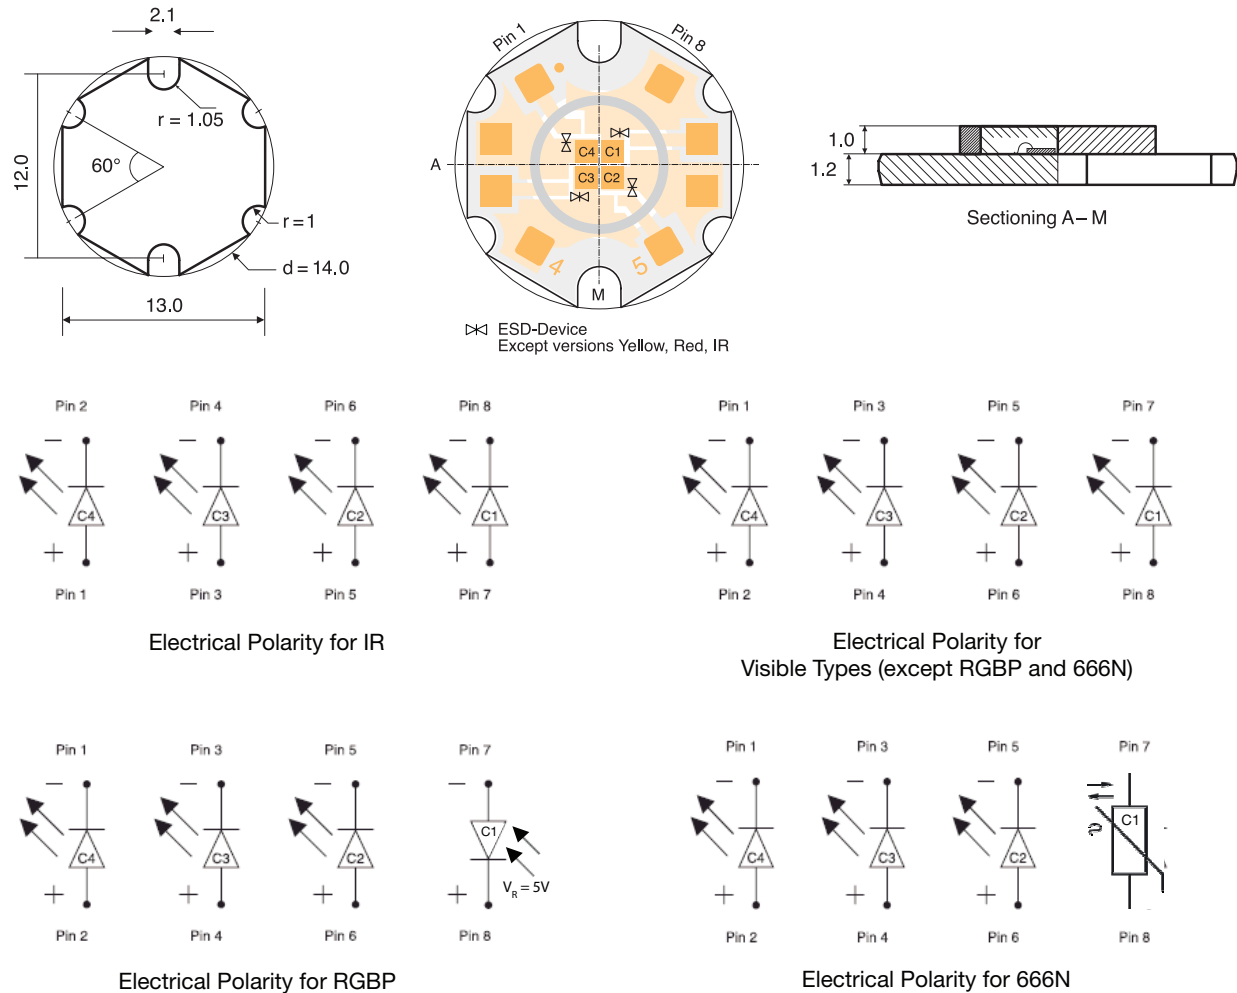 2.1
12.0
r = 1.05
60°
r = 1
d = 14.0
13.0
Pin 1
Pin 8
A
C4
C1
C3
C2
4
5
M
ESD-Device
Except versions Yellow, Red, IR
1.0
1.2
Sectioning A – M
Pin 2 Pin 4 Pin 6 Pin 8
− − − −
C4 C3 C2 C1
+ + + +
Pin 1 Pin 3 Pin 5 Pin 7
Electrical Polarity for IR
Pin 1 Pin 3 Pin 5 Pin 7
− − − −
C4 C3 C2 C1
+ + + +
Pin 2 Pin 4 Pin 6 Pin 8
Electrical Polarity for
Visible Types (except RGBP and 666N)
Pin 1 Pin 3 Pin 5 Pin 7
− − − −
C4 C3 C2 C1
VR = 5V
+ + + +
Pin 2 Pin 4 Pin 6 Pin 8
Electrical Polarity for RGBP
Pin 1 Pin 3 Pin 5 Pin 7
− − −
C4 C3 C2 C1
+ + +
Pin 2 Pin 4 Pin 6 Pin 8
Electrical Polarity for 666N